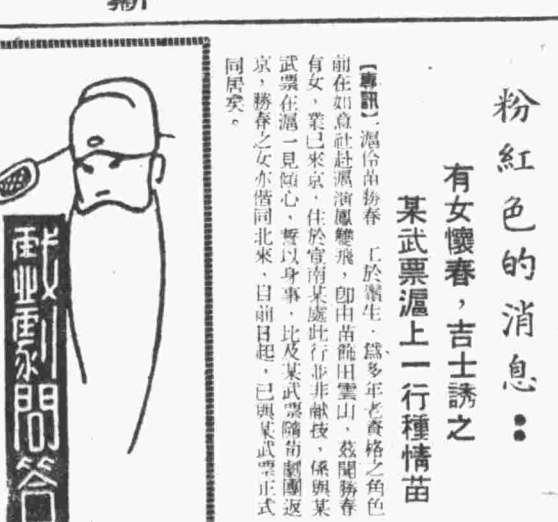 粉紅色的消息：
有女懷春，吉士誘之
某武票滬上一行種情苗
【專訊】滬伶苗勝春，工於譜生，爲多年老資格之角色
前在如意社赴滬演鳳雙飛，卽由苗飾田雲山，茲聞勝春
有女，業已來京，住於宣南某處此行並非献技，係與某
武票在滬一見傾心，誓以身事，比及某武票隨荀劇團返
京，勝春之女亦偕同北來，自前日起，已與某武票正式
同居矣。
戲劇問答